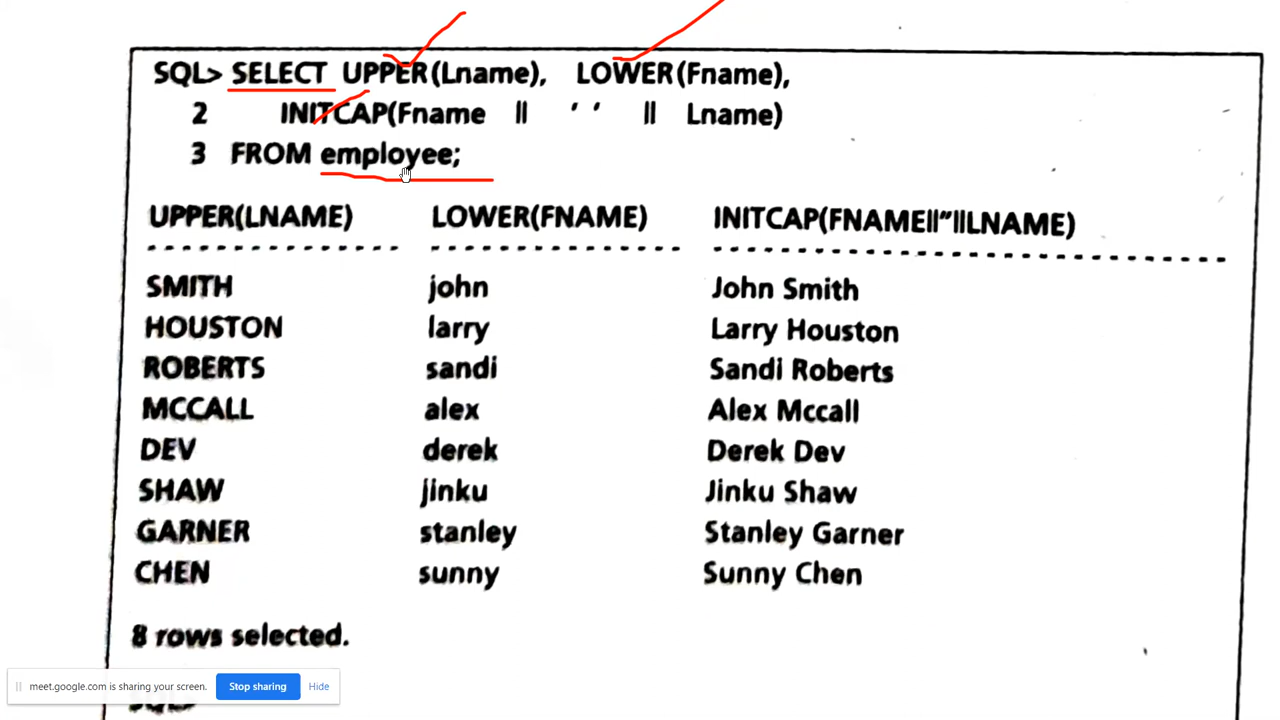 SQL> SELECT UPPER(Lname), LOWER(Fname),
2 INITCAP(Fname || ' ' || Lname)
3 FROM employee;
UPPER(LNAME) LOWER(FNAME) INITCAP(FNAME||''||LNAME)
SMITH john John Smith
HOUSTON larry Larry Houston
ROBERTS sandi Sandi Roberts
MCCALL alex Alex Mccall
DEV derek Derek Dev
SHAW jinku Jinku Shaw
GARNER stanley Stanley Garner
CHEN sunny Sunny Chen
8 rows selected.
meet.google.com is sharing your screen. Stop sharing Hide